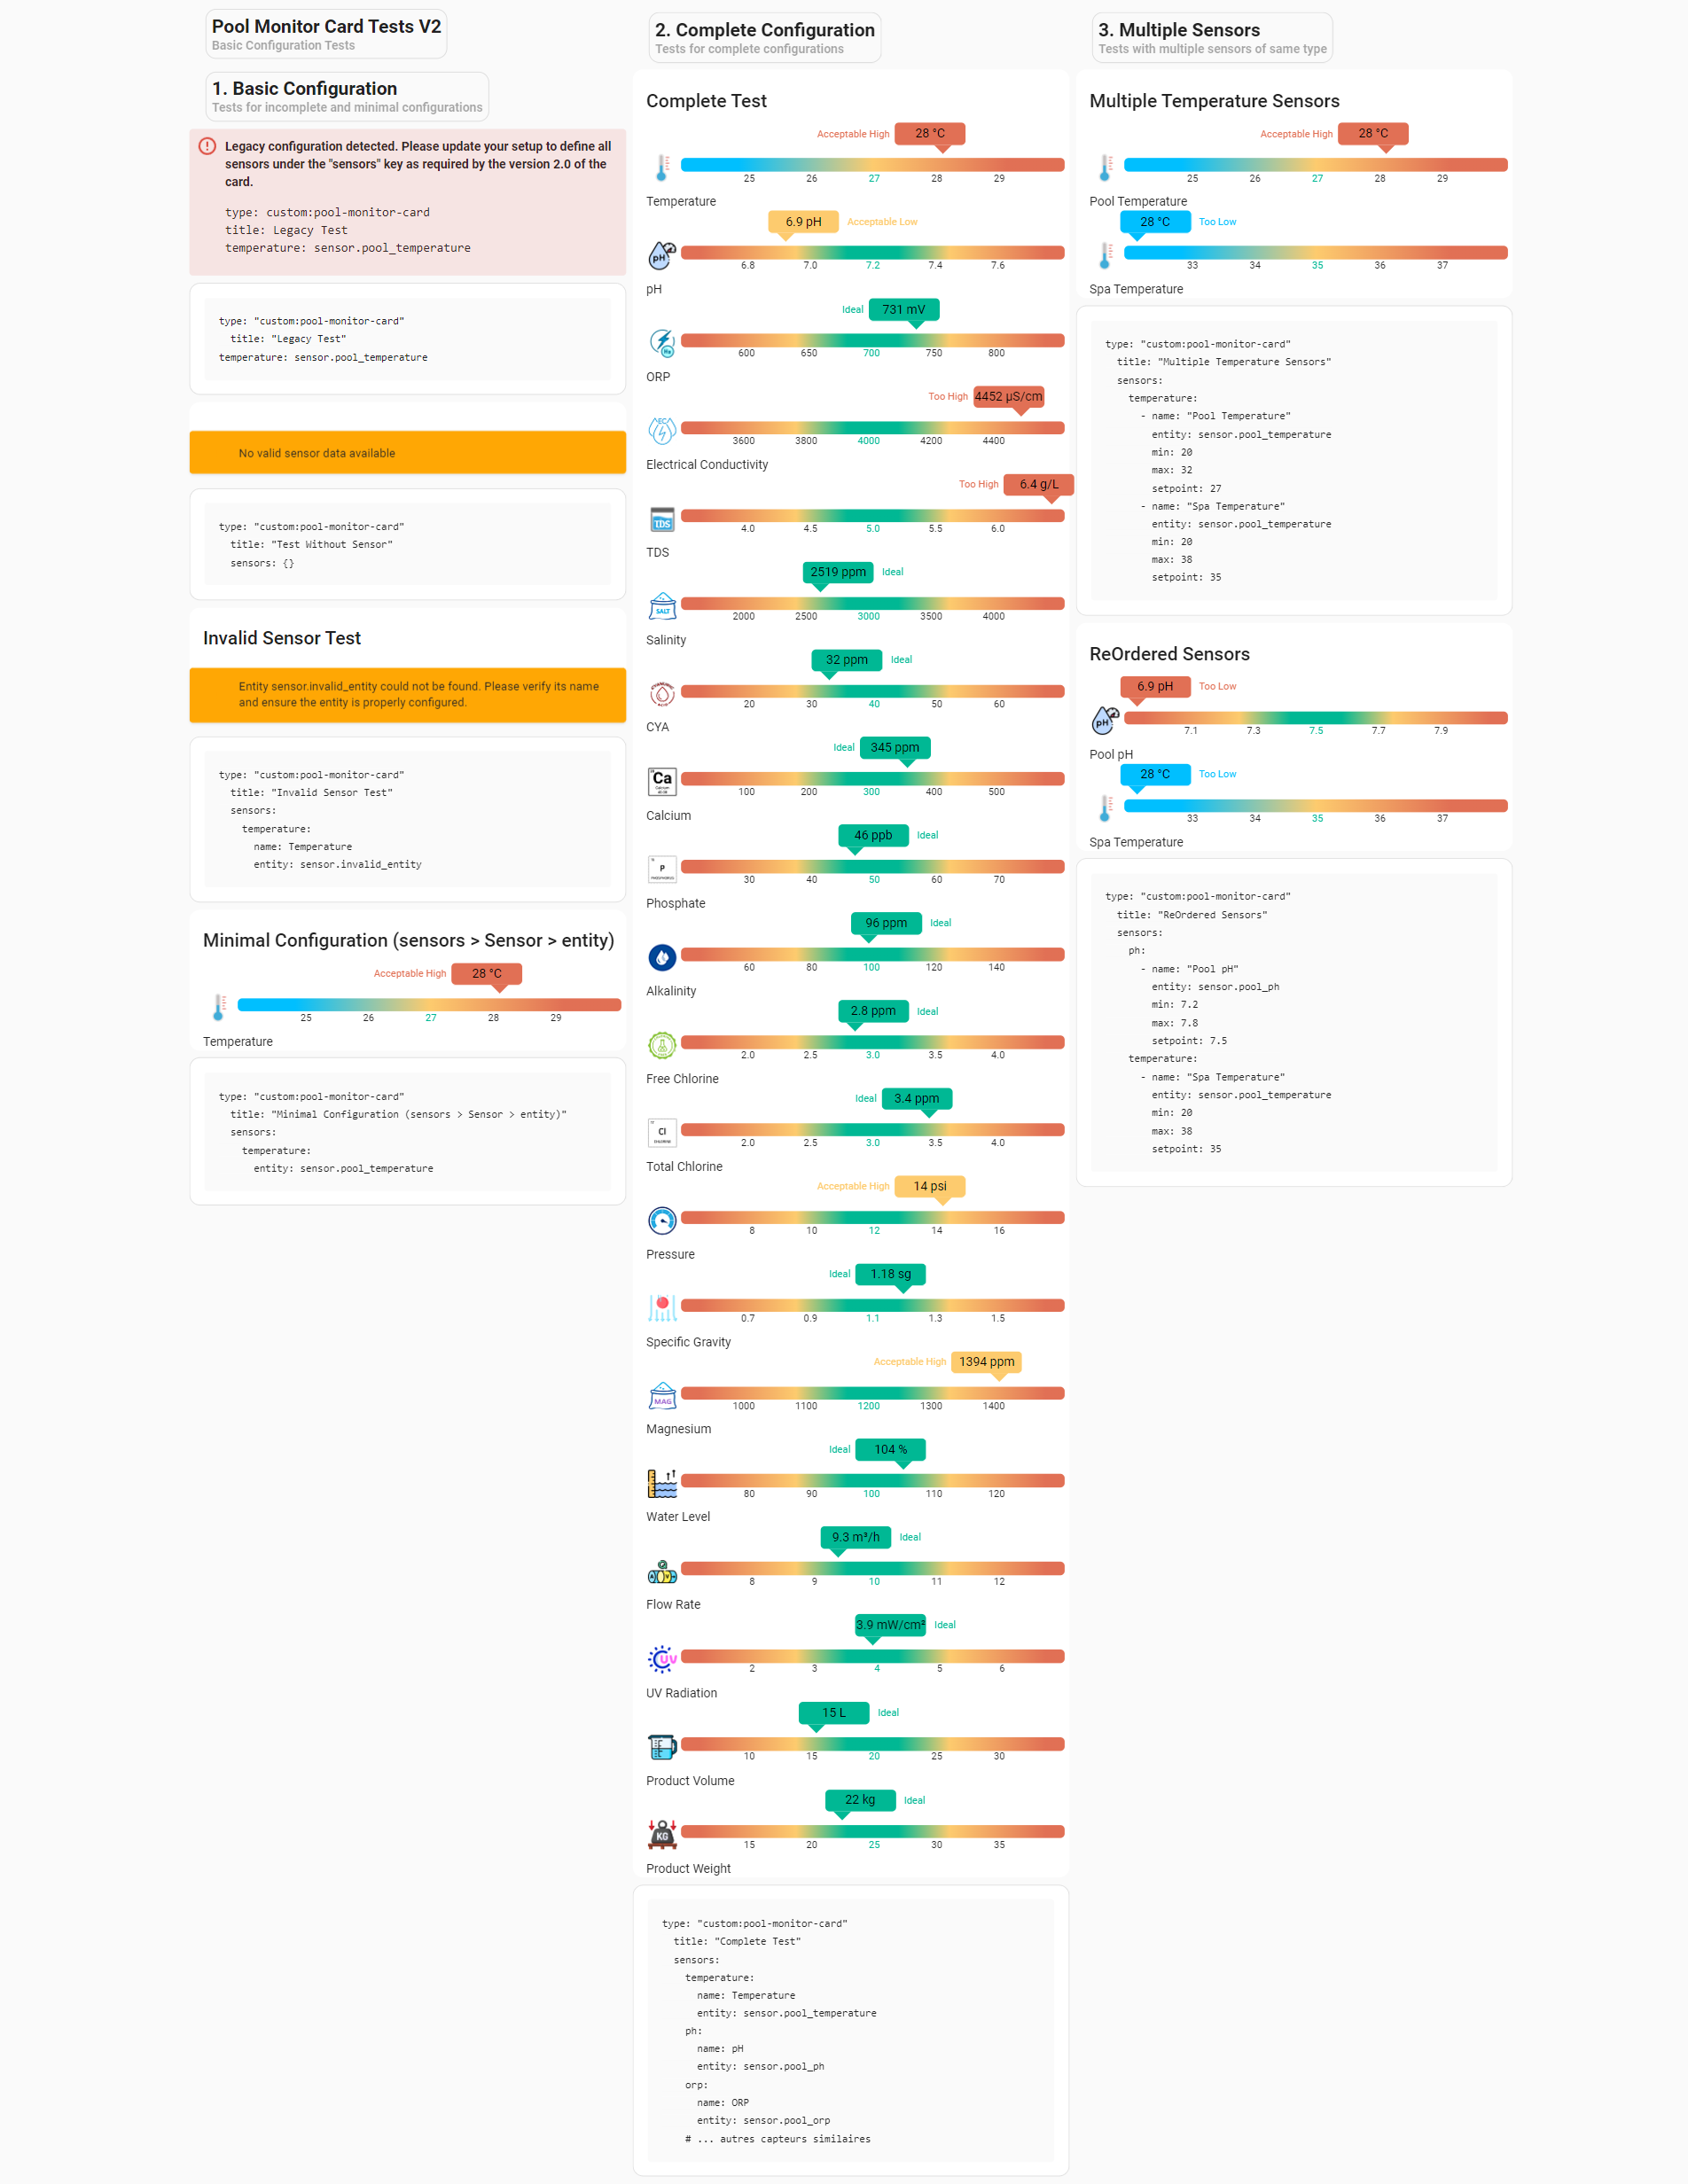 Pool Monitor Card Tests V2
Basic Configuration Tests
1. Basic Configuration
Tests for incomplete and minimal configurations
Legacy configuration detected. Please update your setup to define all
sensors under the "sensors" key as required by the version 2.0 of the
card.
type: custom:pool-monitor-card
title: Legacy Test
temperature: sensor.pool_temperature
type: "custom:pool-monitor-card"
title: "Legacy Test"
temperature: sensor.pool_temperature
No valid sensor data available
type: "custom:pool-monitor-card"
title: "Test Without Sensor"
sensors: {}
Invalid Sensor Test
Entity sensor.invalid_entity could not be found. Please verify its name
and ensure the entity is properly configured.
type: "custom:pool-monitor-card"
title: "Invalid Sensor Test"
sensors:
temperature:
name: Temperature
entity: sensor.invalid_entity
Minimal Configuration (sensors > Sensor > entity)
Acceptable High 28 °C
25 26 27 28 29
Temperature
type: "custom:pool-monitor-card"
title: "Minimal Configuration (sensors > Sensor > entity)"
sensors:
temperature:
entity: sensor.pool_temperature
2. Complete Configuration
Tests for complete configurations
Complete Test
Acceptable High 28 °C
25 26 27 28 29
Temperature
6.9 pH Acceptable Low
pH
6.8 7.0 7.2 7.4 7.6
pH
Ideal 731 mV
600 650 700 750 800
ORP
Too High 4452 µS/cm
EC
3600 3800 4000 4200 4400
Electrical Conductivity
Too High 6.4 g/L
TDS
4.0 4.5 5.0 5.5 6.0
TDS
2519 ppm Ideal
SALT
2000 2500 3000 3500 4000
Salinity
32 ppm Ideal
20 30 40 50 60
CYA
Ideal 345 ppm
Ca
100 200 300 400 500
Calcium
46 ppb Ideal
P
30 40 50 60 70
Phosphate
96 ppm Ideal
60 80 100 120 140
Alkalinity
2.8 ppm Ideal
2.0 2.5 3.0 3.5 4.0
Free Chlorine
Ideal 3.4 ppm
Cl
2.0 2.5 3.0 3.5 4.0
Total Chlorine
Acceptable High 14 psi
8 10 12 14 16
Pressure
Ideal 1.18 sg
0.7 0.9 1.1 1.3 1.5
Specific Gravity
Acceptable High 1394 ppm
MAG
1000 1100 1200 1300 1400
Magnesium
Ideal 104 %
80 90 100 110 120
Water Level
9.3 m³/h Ideal
8 9 10 11 12
Flow Rate
3.9 mW/cm² Ideal
UV
2 3 4 5 6
UV Radiation
15 L Ideal
10 15 20 25 30
Product Volume
22 kg Ideal
KG
15 20 25 30 35
Product Weight
type: "custom:pool-monitor-card"
title: "Complete Test"
sensors:
temperature:
name: Temperature
entity: sensor.pool_temperature
ph:
name: pH
entity: sensor.pool_ph
orp:
name: ORP
entity: sensor.pool_orp
# ... autres capteurs similaires
3. Multiple Sensors
Tests with multiple sensors of same type
Multiple Temperature Sensors
Acceptable High 28 °C
25 26 27 28 29
Pool Temperature
28 °C Too Low
33 34 35 36 37
Spa Temperature
type: "custom:pool-monitor-card"
title: "Multiple Temperature Sensors"
sensors:
temperature:
- name: "Pool Temperature"
entity: sensor.pool_temperature
min: 20
max: 32
setpoint: 27
- name: "Spa Temperature"
entity: sensor.pool_temperature
min: 20
max: 38
setpoint: 35
ReOrdered Sensors
6.9 pH Too Low
pH
7.1 7.3 7.5 7.7 7.9
Pool pH
28 °C Too Low
33 34 35 36 37
Spa Temperature
type: "custom:pool-monitor-card"
title: "ReOrdered Sensors"
sensors:
ph:
- name: "Pool pH"
entity: sensor.pool_ph
min: 7.2
max: 7.8
setpoint: 7.5
temperature:
- name: "Spa Temperature"
entity: sensor.pool_temperature
min: 20
max: 38
setpoint: 35